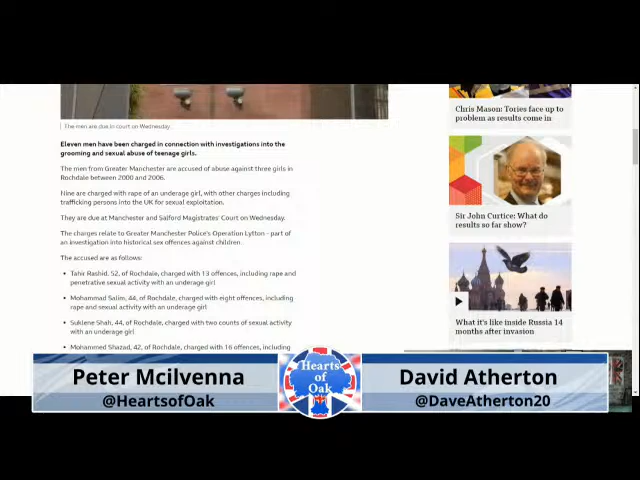 The men are due in court on Wednesday
Eleven men have been charged in connection with investigations into the
grooming and sexual abuse of teenage girls.
The men from Greater Manchester are accused of abuse against three girls in
Rochdale between 2000 and 2006.
Nine are charged with rape of an underage girl, with other charges including
trafficking persons into the UK for sexual exploitation.
They are due at Manchester and Salford Magistrates' Court on Wednesday.
The charges relate to Greater Manchester Police's Operation Lytton - part of
an investigation into historical sex offences against children.
The accused are as follows:
Tahir Rashid, 52, of Rochdale, charged with 13 offences, including rape and
penetrative sexual activity with an underage girl
Mohammad Salim, 44, of Rochdale, charged with eight offences, including
rape and sexual activity with an underage girl
Suklene Shah, 44, of Rochdale, charged with two counts of sexual activity
with an underage girl
Mohammed Shazad, 42, of Rochdale, charged with 16 offences, including
Chris Mason: Tories face up to
problem as results come in
Sir John Curtice: What do
results so far show?
What it's like inside Russia 14
months after invasion
Peter Mcilvenna
@HeartsofOak
Hearts
of
Oak
David Atherton
@DaveAtherton20